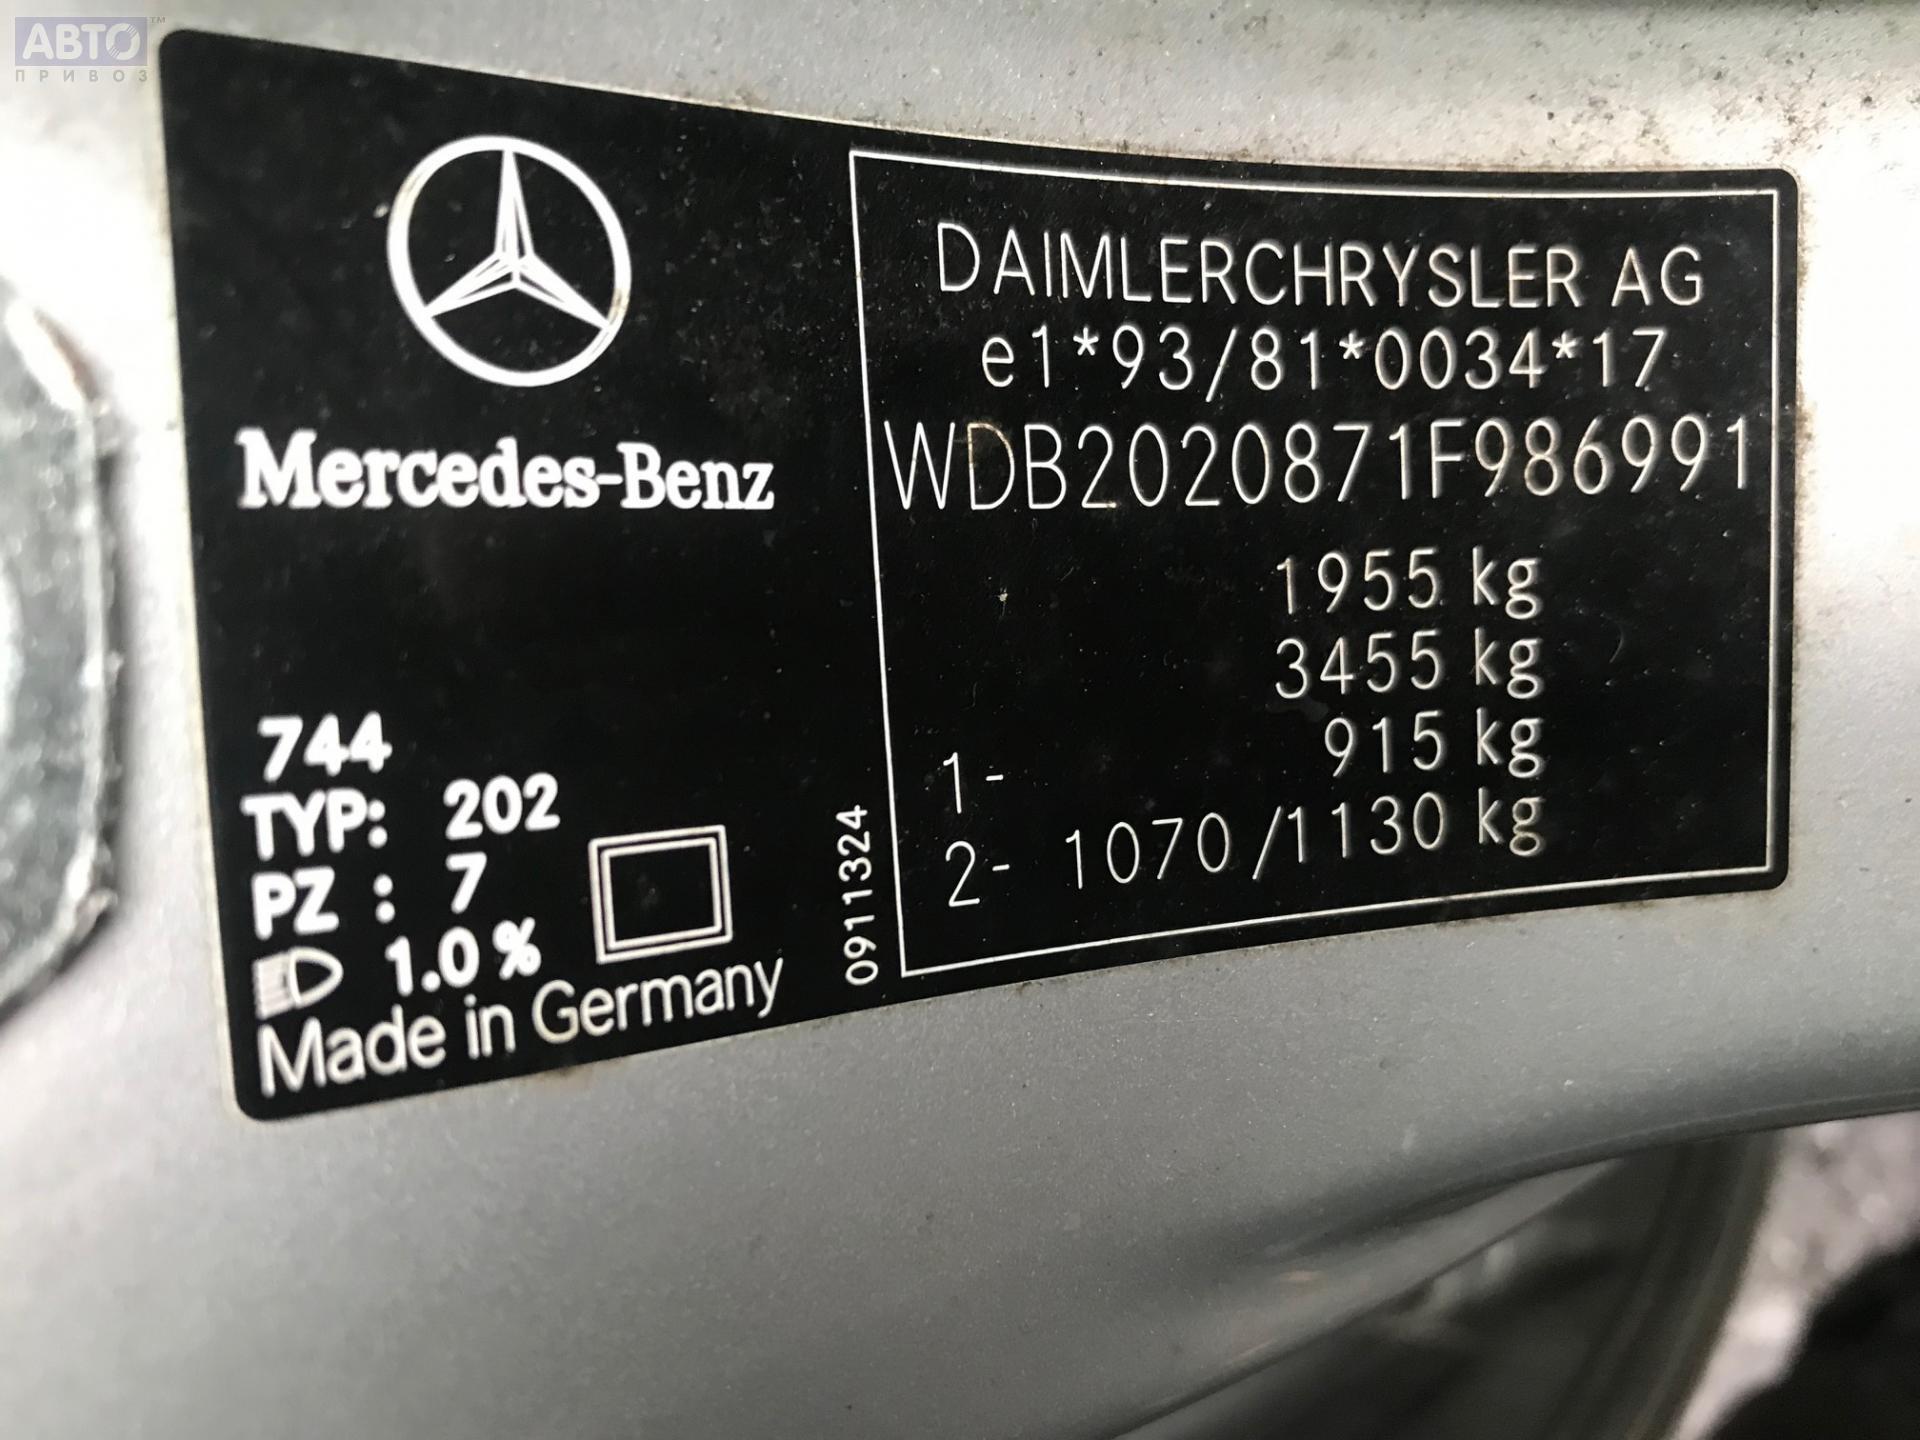 АВТО™
ПРИВОЗ
Mercedes-Benz
744
TYP: 202
PZ : 7
1.0 %
Made in Germany
0911324
DAIMLERCHRYSLER AG
e1*93/81*0034*17
WDB2020871F986991
1955 kg
3455 kg
1- 915 kg
2- 1070/1130 kg